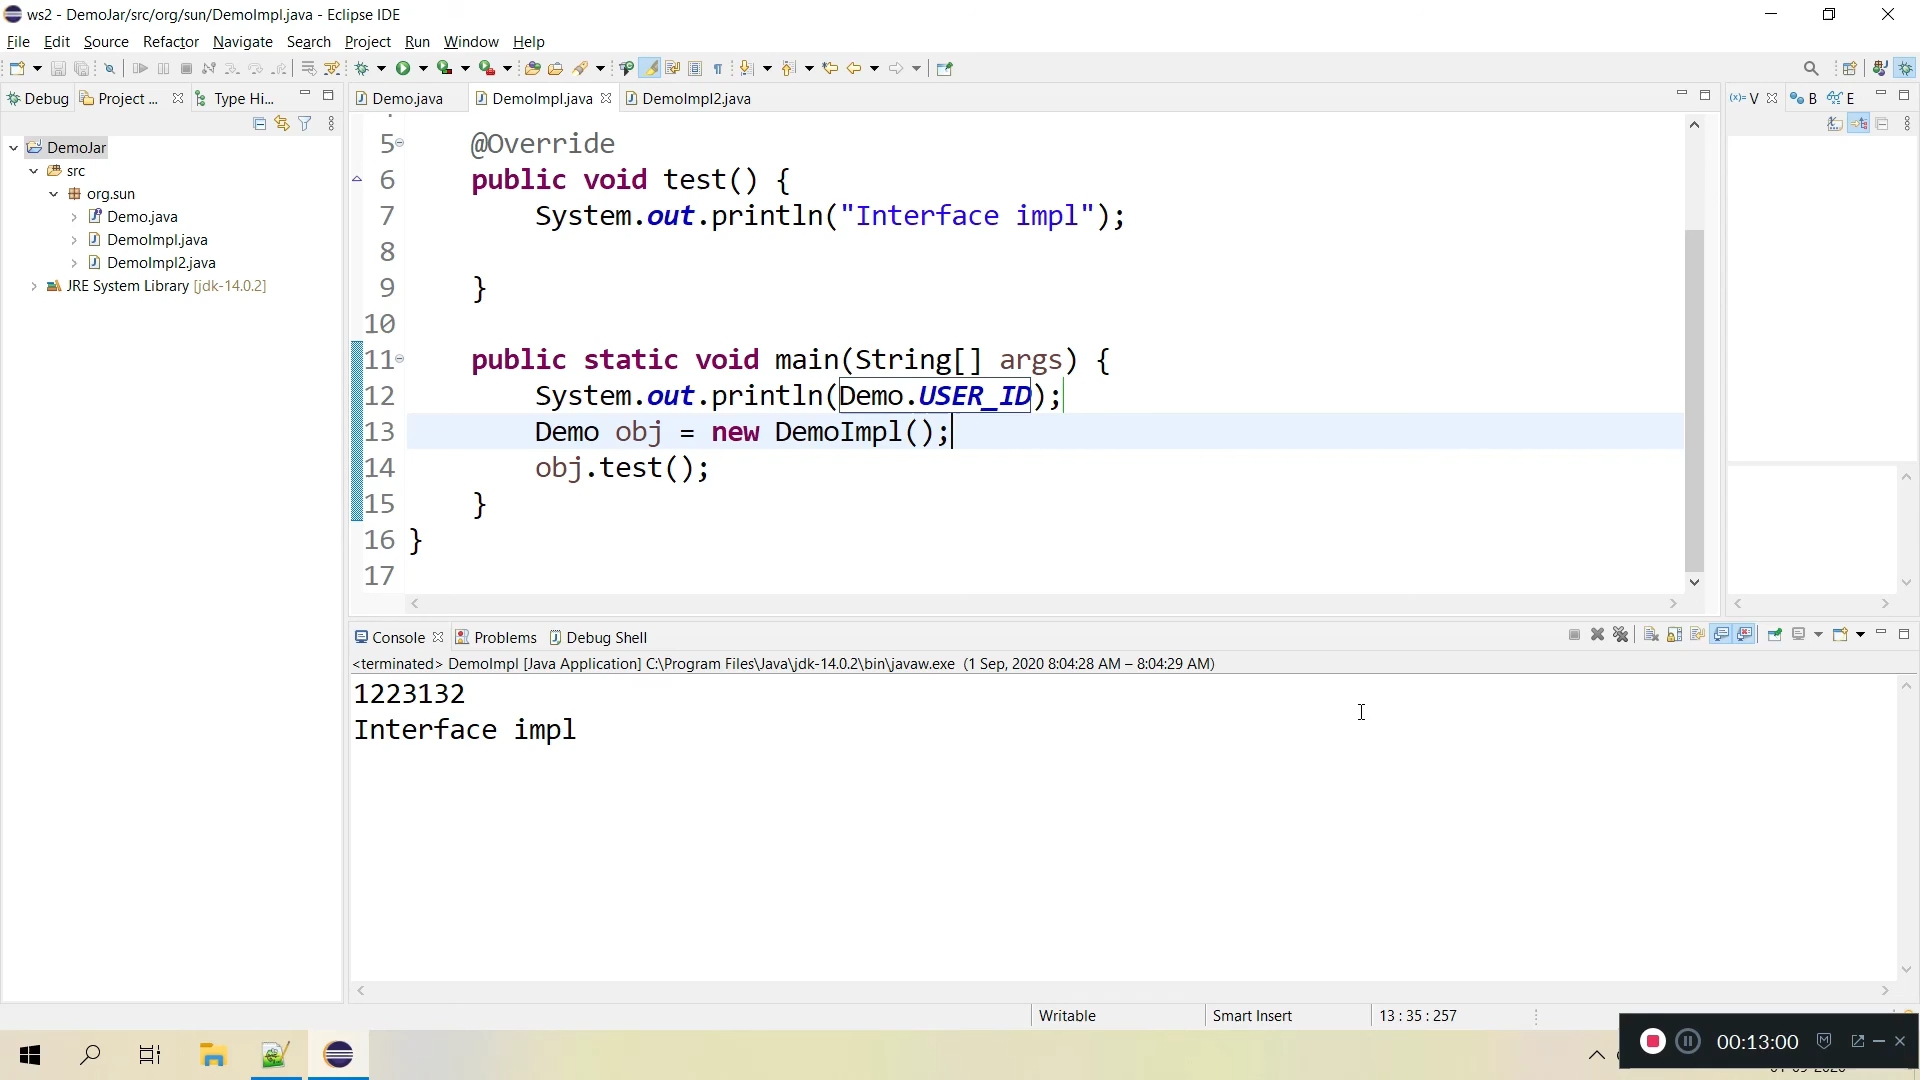 ws2 - DemoJar/src/org/sun/DemoImpl.java - Eclipse IDE
File Edit Source Refactor Navigate Search Project Run Window Help
Debug Project ... Type Hi... Demo.java DemoImpl.java DemoImpl2.java (x)= V B E
DemoJar
src
org.sun
Demo.java
DemoImpl.java
DemoImpl2.java
JRE System Library [jdk-14.0.2]
5 @Override
6 public void test() {
7 System.out.println("Interface impl");
8
9 }
10
11 public static void main(String[] args) {
12 System.out.println(Demo.USER_ID);
13 Demo obj = new DemoImpl();
14 obj.test();
15 }
16 }
17
Console Problems Debug Shell
<terminated> DemoImpl [Java Application] C:\Program Files\Java\jdk-14.0.2\bin\javaw.exe (1 Sep, 2020 8:04:28 AM – 8:04:29 AM)
1223132
Interface impl
Writable Smart Insert 13 : 35 : 257
00:13:00